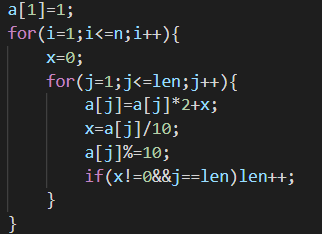 a[1]=1;
for(i=1;i<=n;i++){
    x=0;
    for(j=1;j<=len;j++){
        a[j]=a[j]*2+x;
        x=a[j]/10;
        a[j]%=10;
        if(x!=0&&j==len)len++;
    }
}